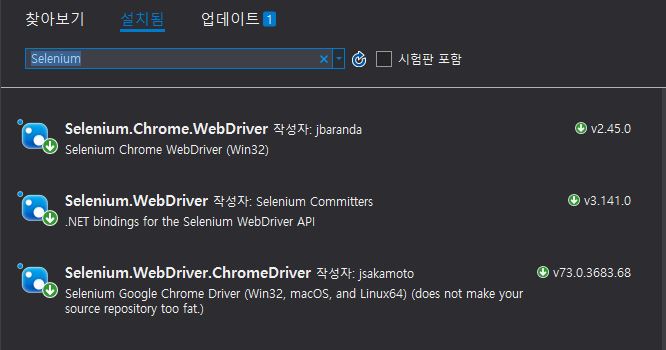 찾아보기 설치됨 업데이트 1
Selenium 시험판 포함
Selenium.Chrome.WebDriver 작성자: jbaranda v2.45.0
Selenium Chrome WebDriver (Win32)
Selenium.WebDriver 작성자: Selenium Committers v3.141.0
.NET bindings for the Selenium WebDriver API
Selenium.WebDriver.ChromeDriver 작성자: jsakamoto v73.0.3683.68
Selenium Google Chrome Driver (Win32, macOS, and Linux64) (does not make your
source repository too fat.)